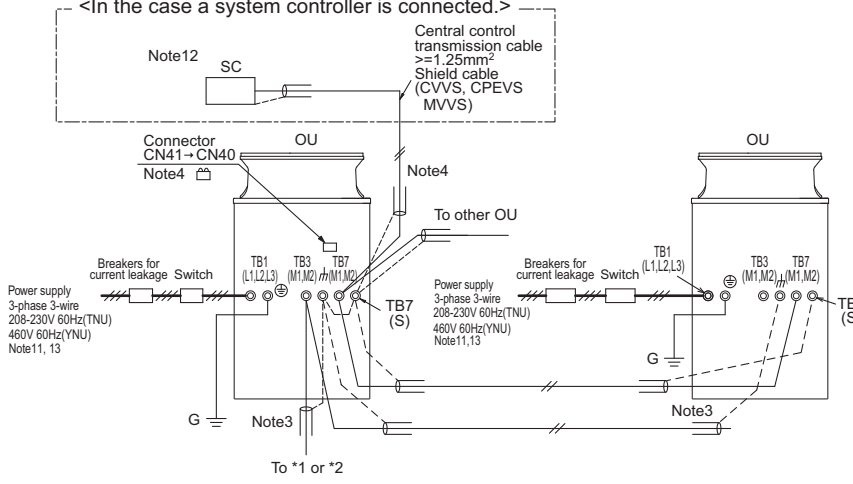 <In the case a system controller is connected.>
Note12
SC
Central control
transmission cable
>=1.25mm²
Shield cable
(CVVS, CPEVS
MVVS)
Connector
CN41→CN40
Note4
OU
Note4
To other OU
OU
Breakers for
current leakage
Switch
TB1
(L1,L2,L3)
TB3
(M1,M2)
TB7
(M1,M2)
Power supply
3-phase 3-wire
208-230V 60Hz(TNU)
460V 60Hz(YNU)
Note11, 13
TB7
(S)
G
Note3
To *1 or *2
Breakers for
current leakage
Switch
TB1
(L1,L2,L3)
TB3
(M1,M2)
TB7
(M1,M2)
Power supply
3-phase 3-wire
208-230V 60Hz(TNU)
460V 60Hz(YNU)
Note11,13
G
Note3